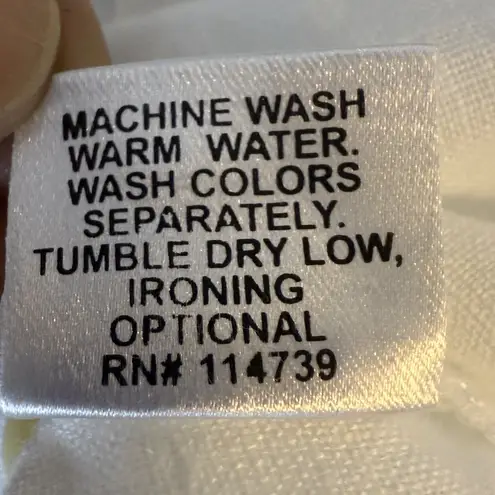 MACHINE WASH
WARM WATER.
WASH COLORS
SEPARATELY.
TUMBLE DRY LOW,
IRONING
OPTIONAL
RN# 114739